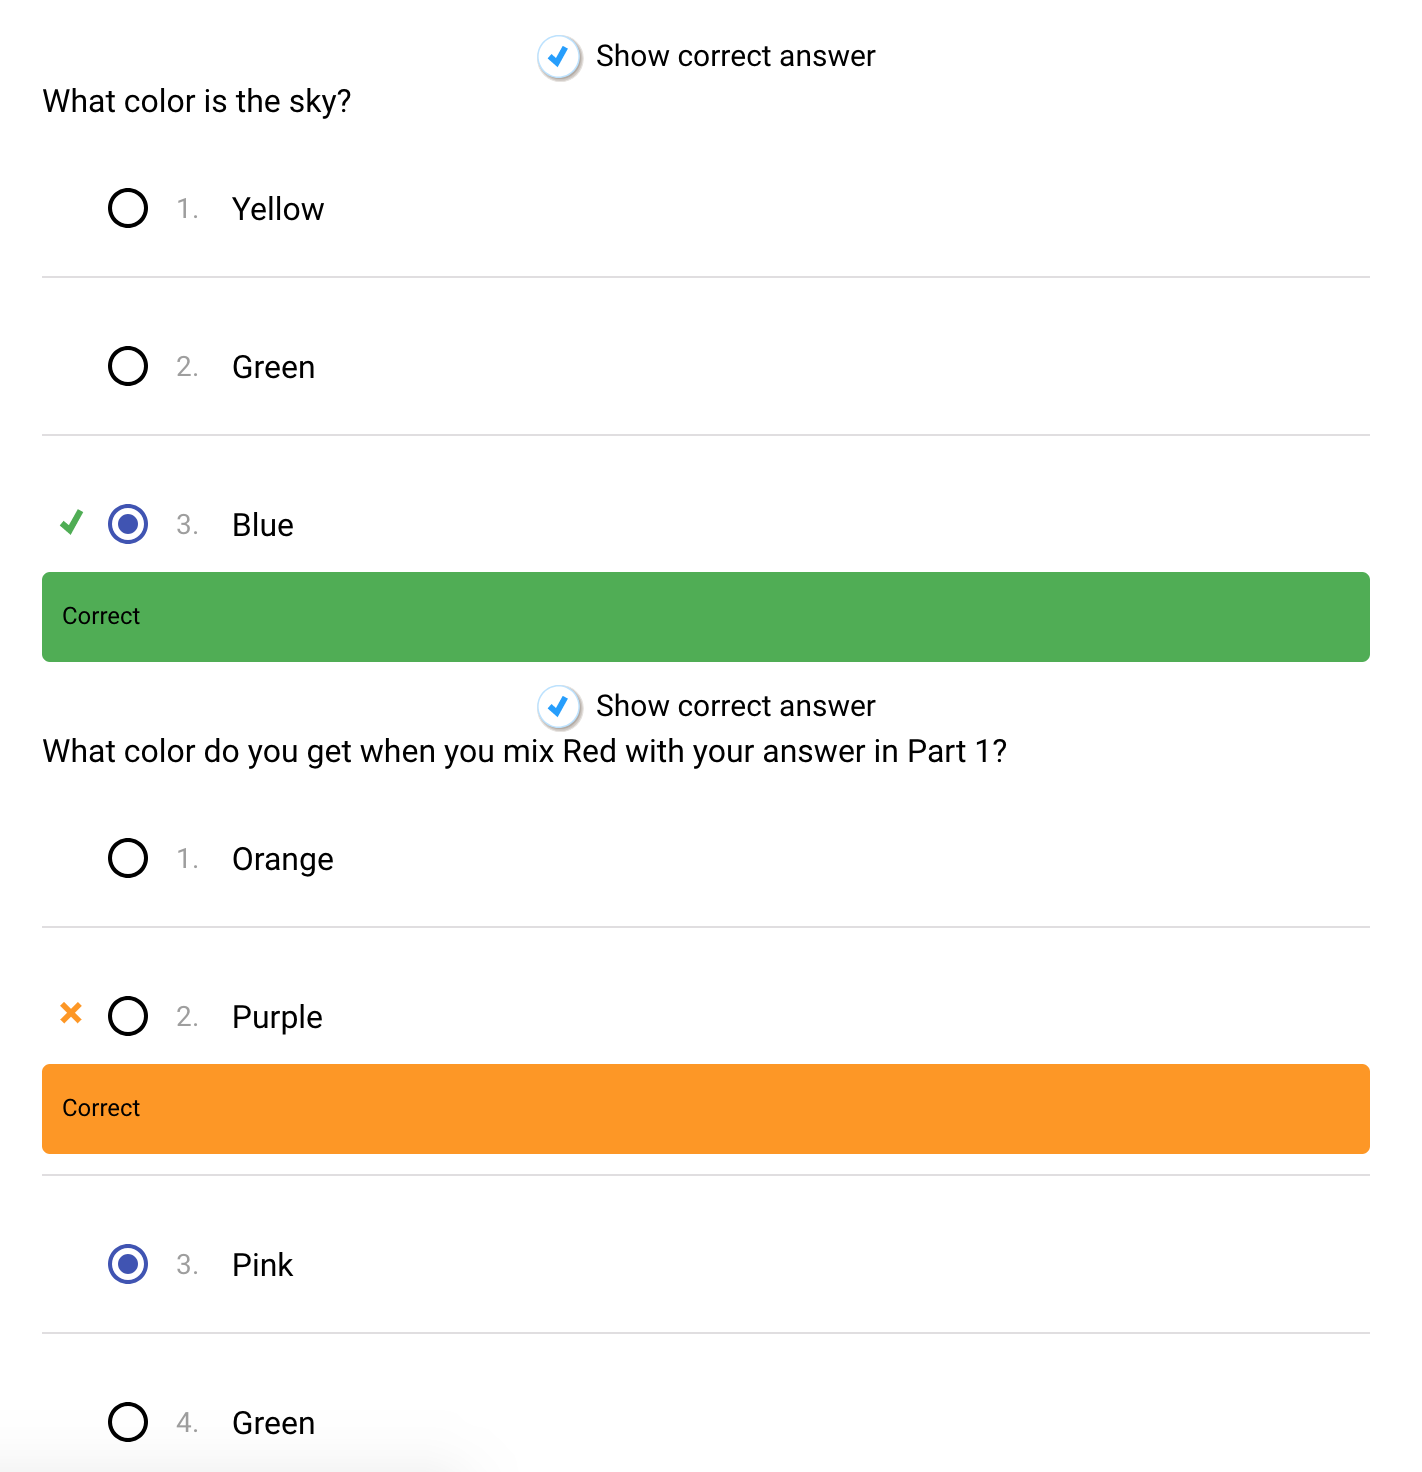 Show correct answer
What color is the sky?
1. Yellow
2. Green
3. Blue
Correct
Show correct answer
What color do you get when you mix Red with your answer in Part 1?
1. Orange
2. Purple
Correct
3. Pink
4. Green